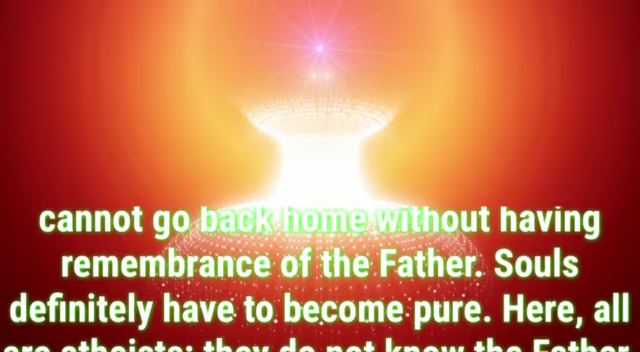 cannot go back home without having
remembrance of the Father. Souls
definitely have to become pure. Here, all
are atheists; they do not know the Father